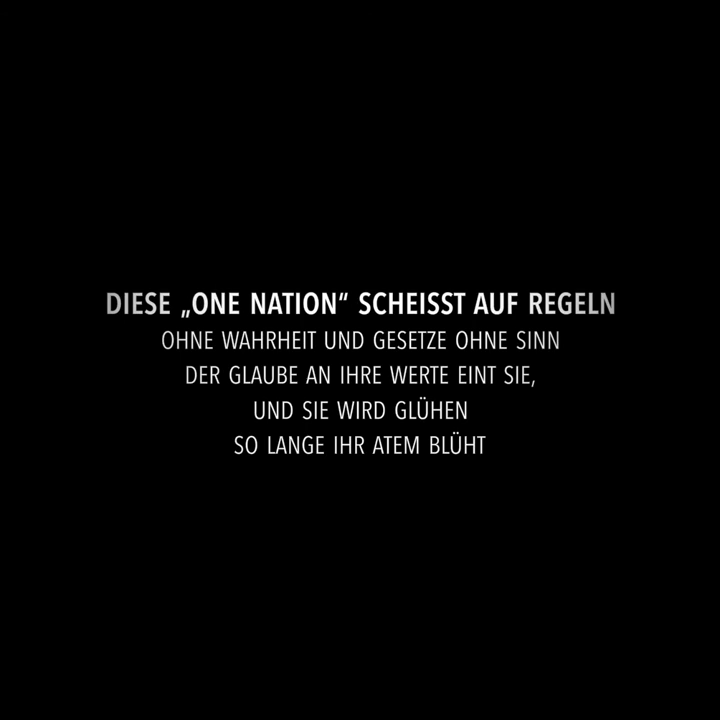 DIESE „ONE NATION“ SCHEISST AUF REGELN
OHNE WAHRHEIT UND GESETZE OHNE SINN
DER GLAUBE AN IHRE WERTE EINT SIE,
UND SIE WIRD GLÜHEN
SO LANGE IHR ATEM BLÜHT